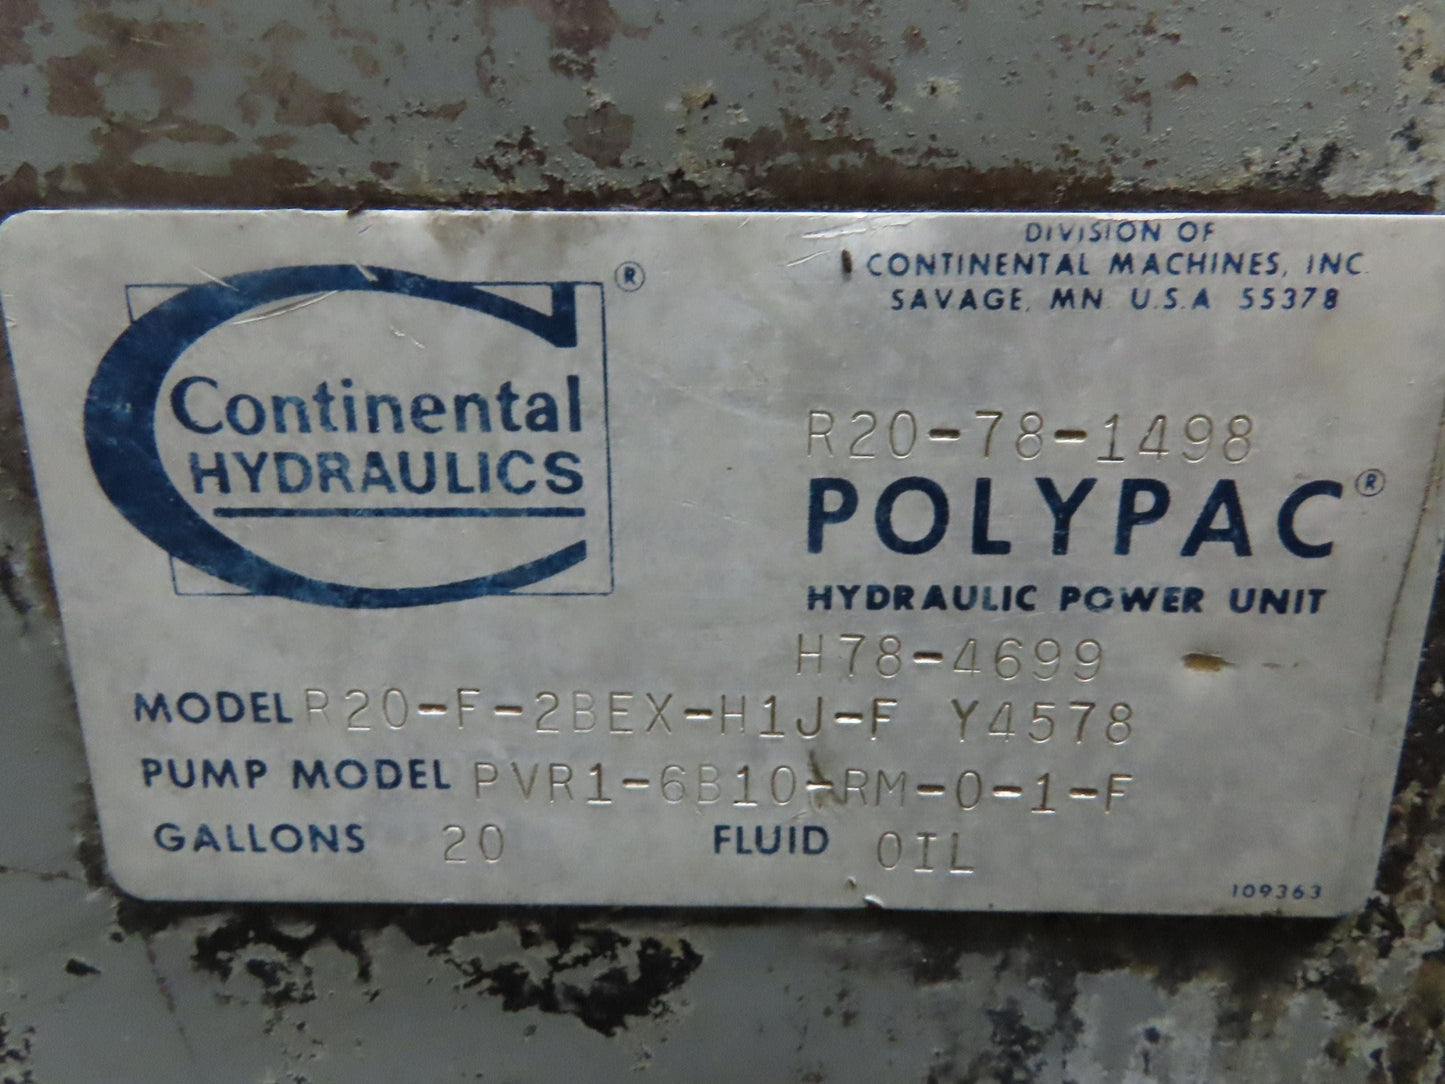 Continental®
HYDRAULICS
DIVISION OF
CONTINENTAL MACHINES, INC.
SAVAGE, MN. U.S.A 55378
R20-78-1498
POLYPAC®
HYDRAULIC POWER UNIT
H78-4699
MODEL R20-F-2BEX-H1J-F Y4578
PUMP MODEL PVR1-6B10-RM-0-1-F
GALLONS 20 FLUID OIL
109363